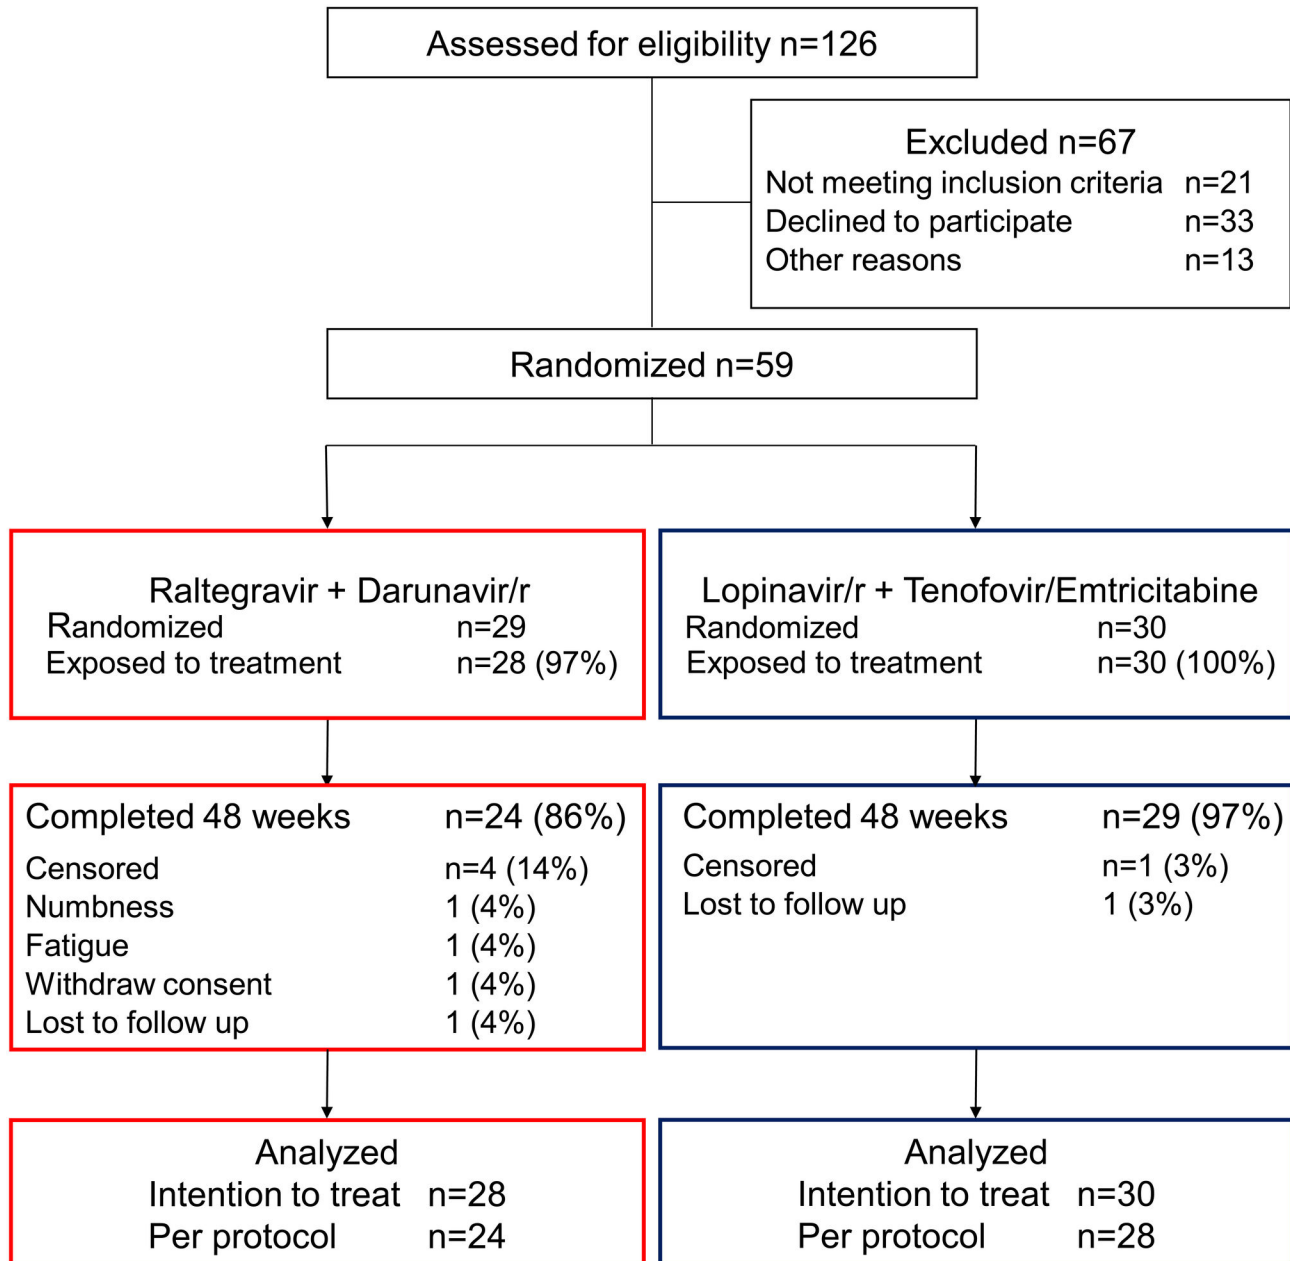 Assessed for eligibility n=126
Excluded n=67
Not meeting inclusion criteria n=21
Declined to participate n=33
Other reasons n=13
Randomized n=59
Raltegravir + Darunavir/r
Randomized n=29
Exposed to treatment n=28 (97%)
Lopinavir/r + Tenofovir/Emtricitabine
Randomized n=30
Exposed to treatment n=30 (100%)
Completed 48 weeks n=24 (86%)
Censored n=4 (14%)
Numbness 1 (4%)
Fatigue 1 (4%)
Withdraw consent 1 (4%)
Lost to follow up 1 (4%)
Completed 48 weeks n=29 (97%)
Censored n=1 (3%)
Lost to follow up 1 (3%)
Analyzed
Intention to treat n=28
Per protocol n=24
Analyzed
Intention to treat n=30
Per protocol n=28